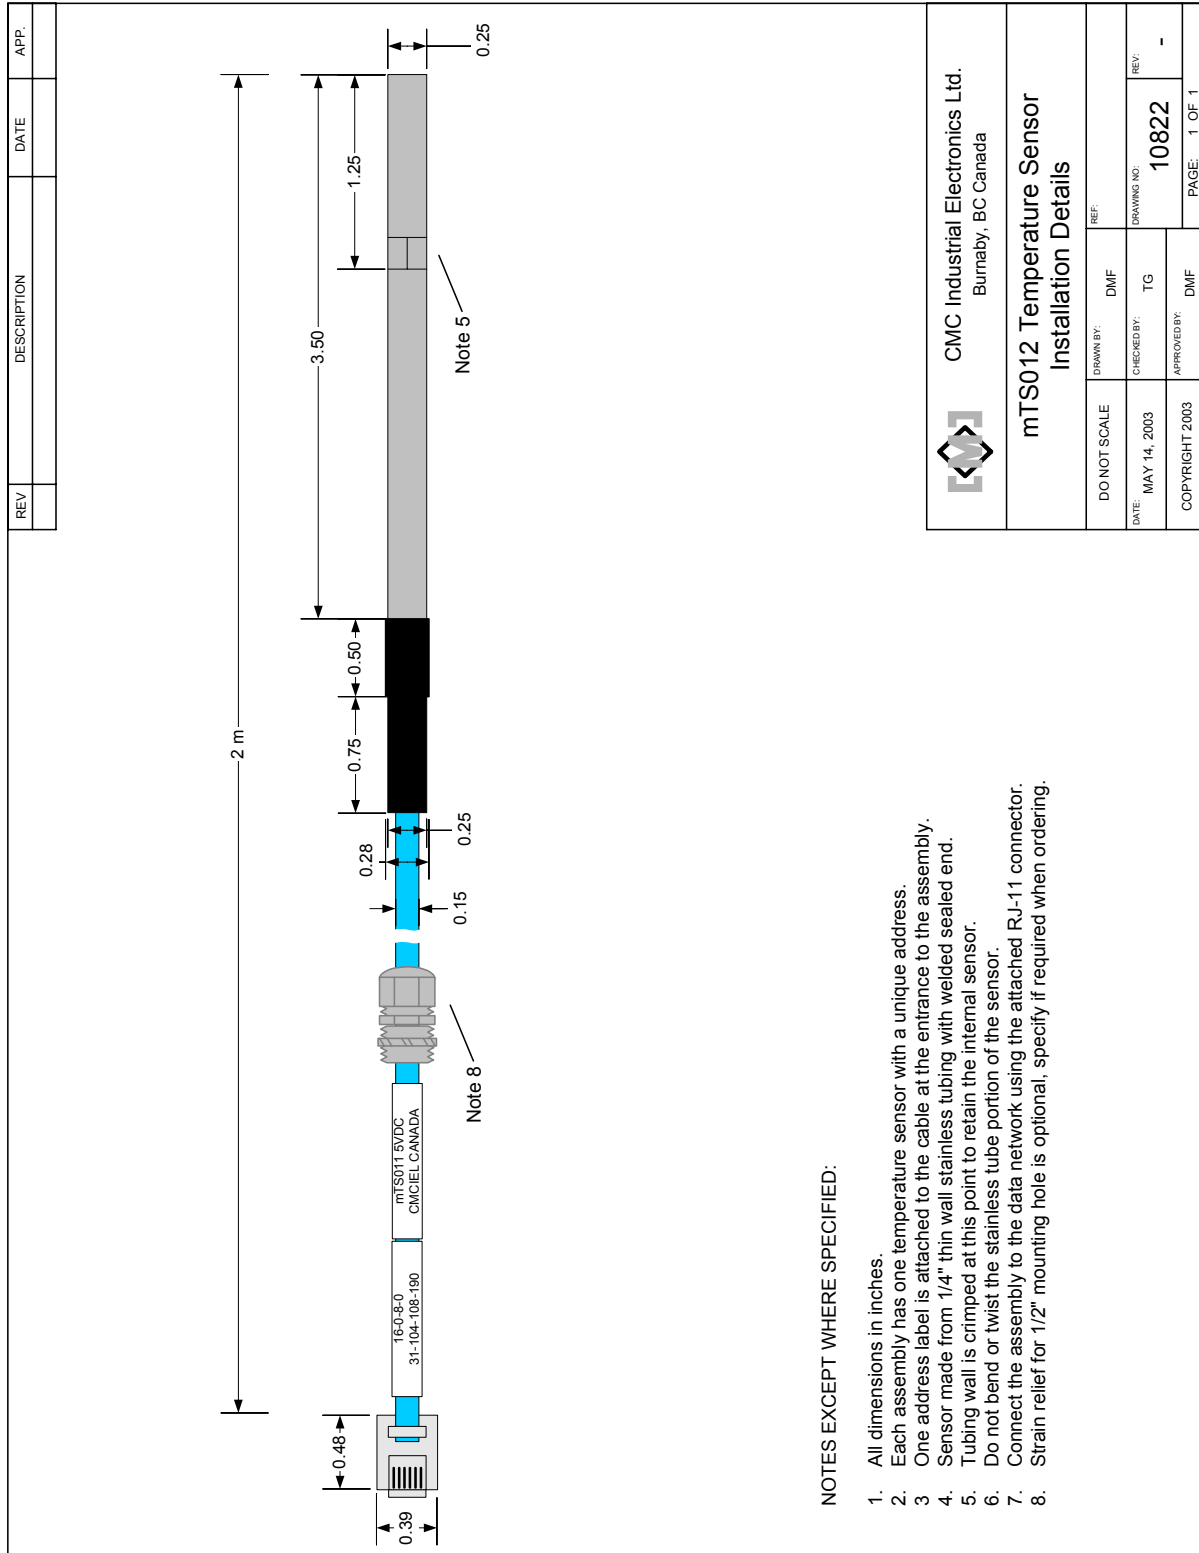 REV DESCRIPTION DATE APP.
2 m
3.50
1.25
0.25
0.50
0.75
0.28
0.25
0.15
0.48
0.39
Note 5
Note 8
mTS011 5VDC
CMCIEL CANADA
16-0-8-0
31-104-108-190
NOTES EXCEPT WHERE SPECIFIED:
1. All dimensions in inches.
2. Each assembly has one temperature sensor with a unique address.
3 One address label is attached to the cable at the entrance to the assembly.
4. Sensor made from 1/4" thin wall stainless tubing with welded sealed end.
5. Tubing wall is crimped at this point to retain the internal sensor.
6. Do not bend or twist the stainless tube portion of the sensor.
7. Connect the assembly to the data network using the attached RJ-11 connector.
8. Strain relief for 1/2" mounting hole is optional, specify if required when ordering.
[M]
CMC Industrial Electronics Ltd.
Burnaby, BC Canada
mTS012 Temperature Sensor
Installation Details
DO NOT SCALE DRAWN BY: DMF REF:
DATE: MAY 14, 2003 CHECKED BY: TG DRAWING NO: 10822 REV: -
COPYRIGHT 2003 APPROVED BY: DMF PAGE: 1 OF 1